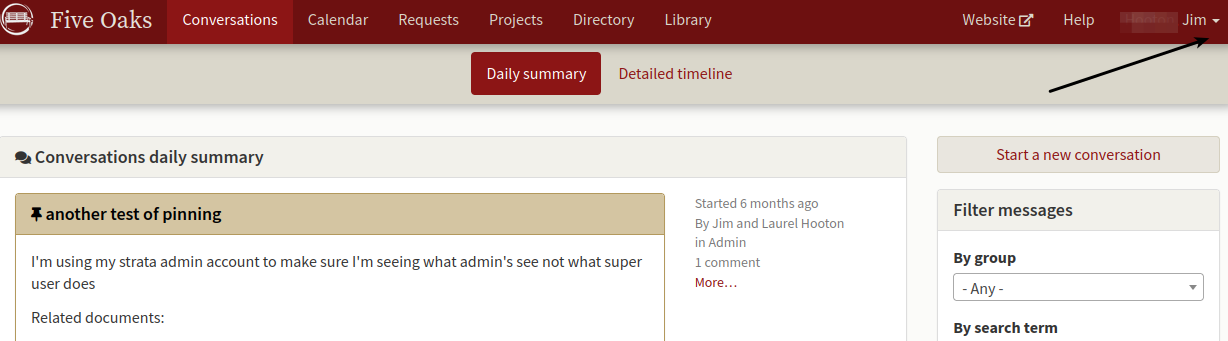 Five Oaks Conversations Calendar Requests Projects Directory Library Website Help Jim
Daily summary Detailed timeline
Conversations daily summary
another test of pinning
I'm using my strata admin account to make sure I'm seeing what admin's see not what super
user does
Related documents:
Started 6 months ago
By Jim and Laurel Hooton
in Admin
1 comment
More…
Start a new conversation
Filter messages
By group
- Any -
By search term